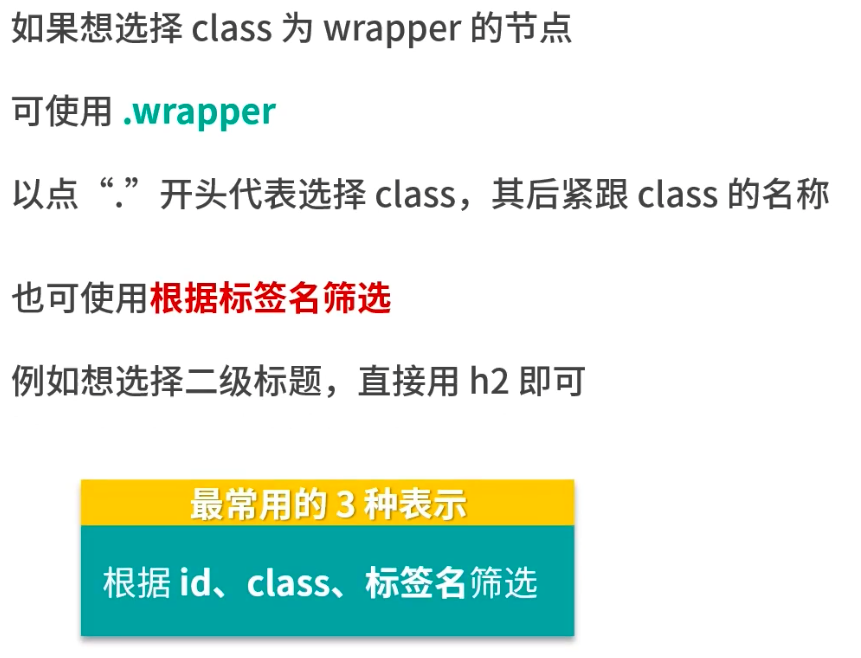 如果想选择 class 为 wrapper 的节点
可使用 .wrapper
以点“.”开头代表选择 class，其后紧跟 class 的名称
也可使用根据标签名筛选
例如想选择二级标题，直接用 h2 即可
最常用的 3 种表示
根据 id、class、标签名筛选